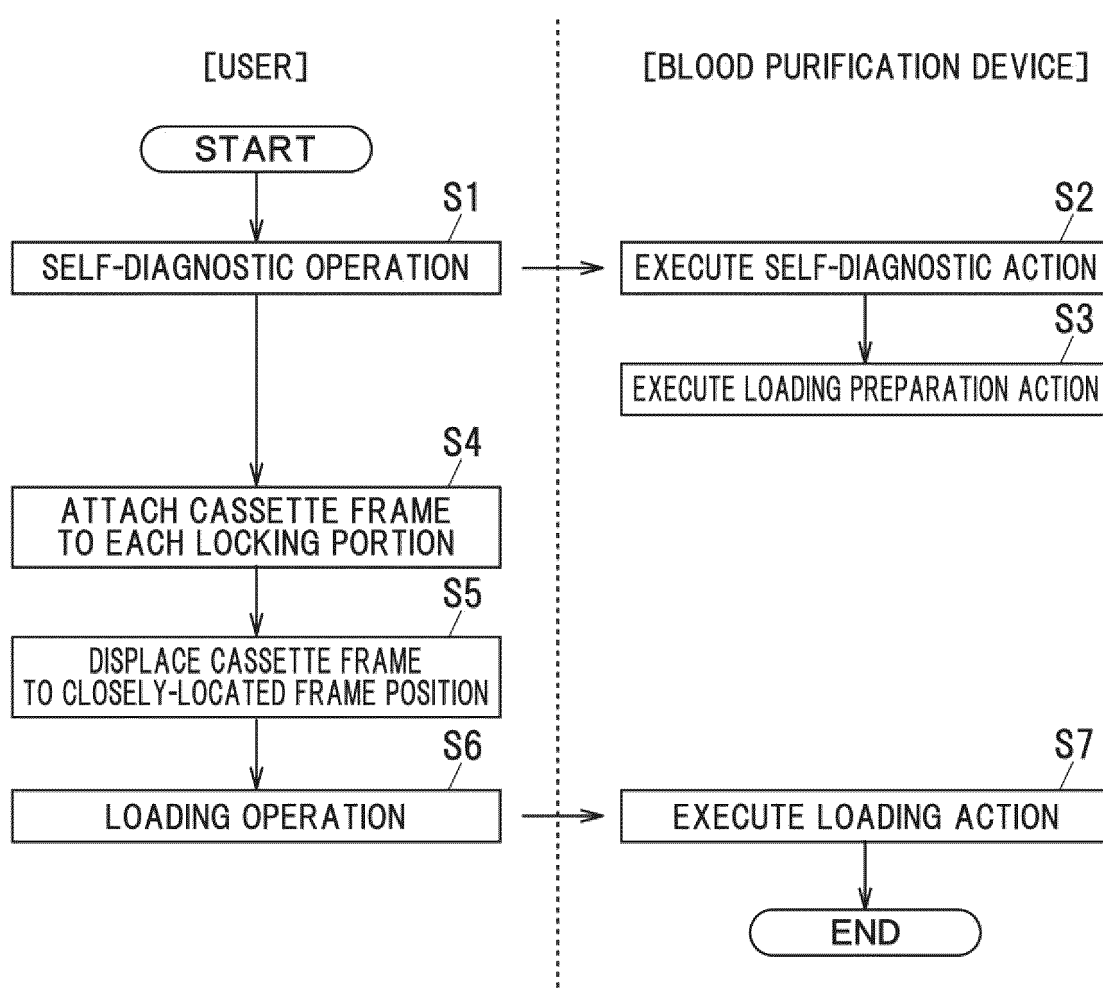 [USER]
[BLOOD PURIFICATION DEVICE]
START
S1
SELF-DIAGNOSTIC OPERATION
S2
EXECUTE SELF-DIAGNOSTIC ACTION
S3
EXECUTE LOADING PREPARATION ACTION
S4
ATTACH CASSETTE FRAME
TO EACH LOCKING PORTION
S5
DISPLACE CASSETTE FRAME
TO CLOSELY-LOCATED FRAME POSITION
S6
LOADING OPERATION
S7
EXECUTE LOADING ACTION
END